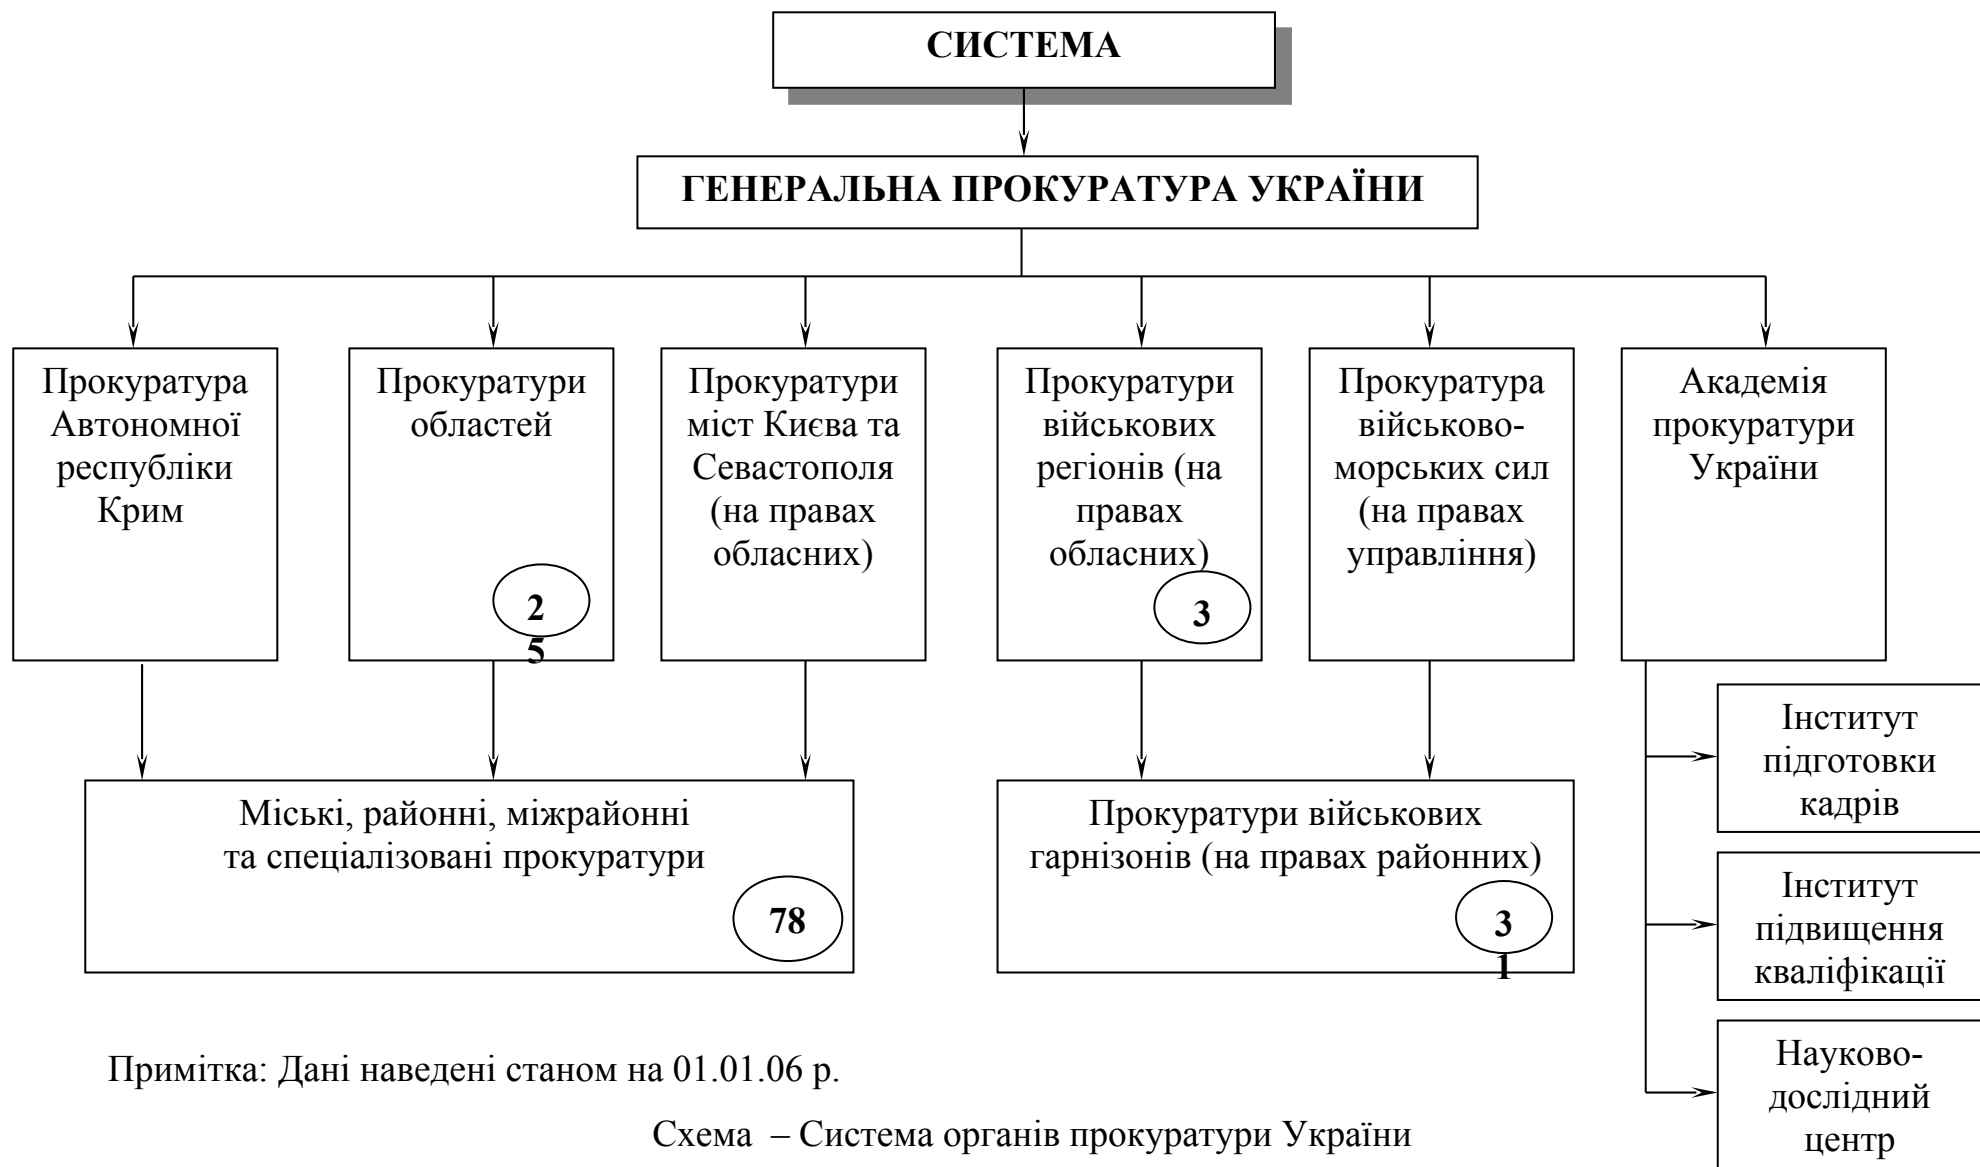 СИСТЕМА
ГЕНЕРАЛЬНА ПРОКУРАТУРА УКРАЇНИ
Прокуратура
Автономної
республіки
Крим
Прокуратури
областей
2
5
Прокуратури
міст Києва та
Севастополя
(на правах
обласних)
Прокуратури
військових
регіонів (на
правах
обласних)
3
Прокуратура
військово-
морських сил
(на правах
управління)
Академія
прокуратури
України
Міські, районні, міжрайонні
та спеціалізовані прокуратури
78
Прокуратури військових
гарнізонів (на правах районних)
3
1
Інститут
підготовки
кадрів
Інститут
підвищення
кваліфікації
Науково-
дослідний
центр
Примітка: Дані наведені станом на 01.01.06 р.
Схема – Система органів прокуратури України